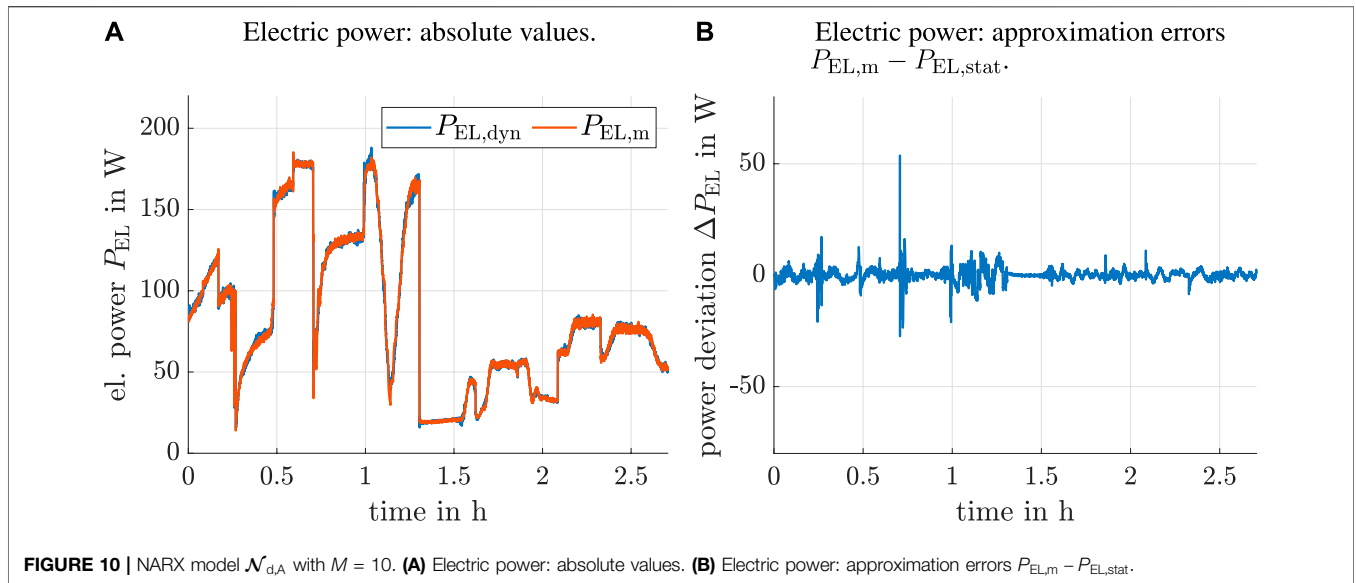 A Electric power: absolute values.
B Electric power: approximation errors
P_EL,m − P_EL,stat.
200
150
100
50
0
el. power P_EL in W
P_EL,dyn P_EL,m
0 0.5 1 1.5 2 2.5
time in h
50
0
-50
power deviation ΔP_EL in W
0 0.5 1 1.5 2 2.5
time in h
FIGURE 10 | NARX model 𝒩_d,A with M = 10. (A) Electric power: absolute values. (B) Electric power: approximation errors P_EL,m − P_EL,stat.